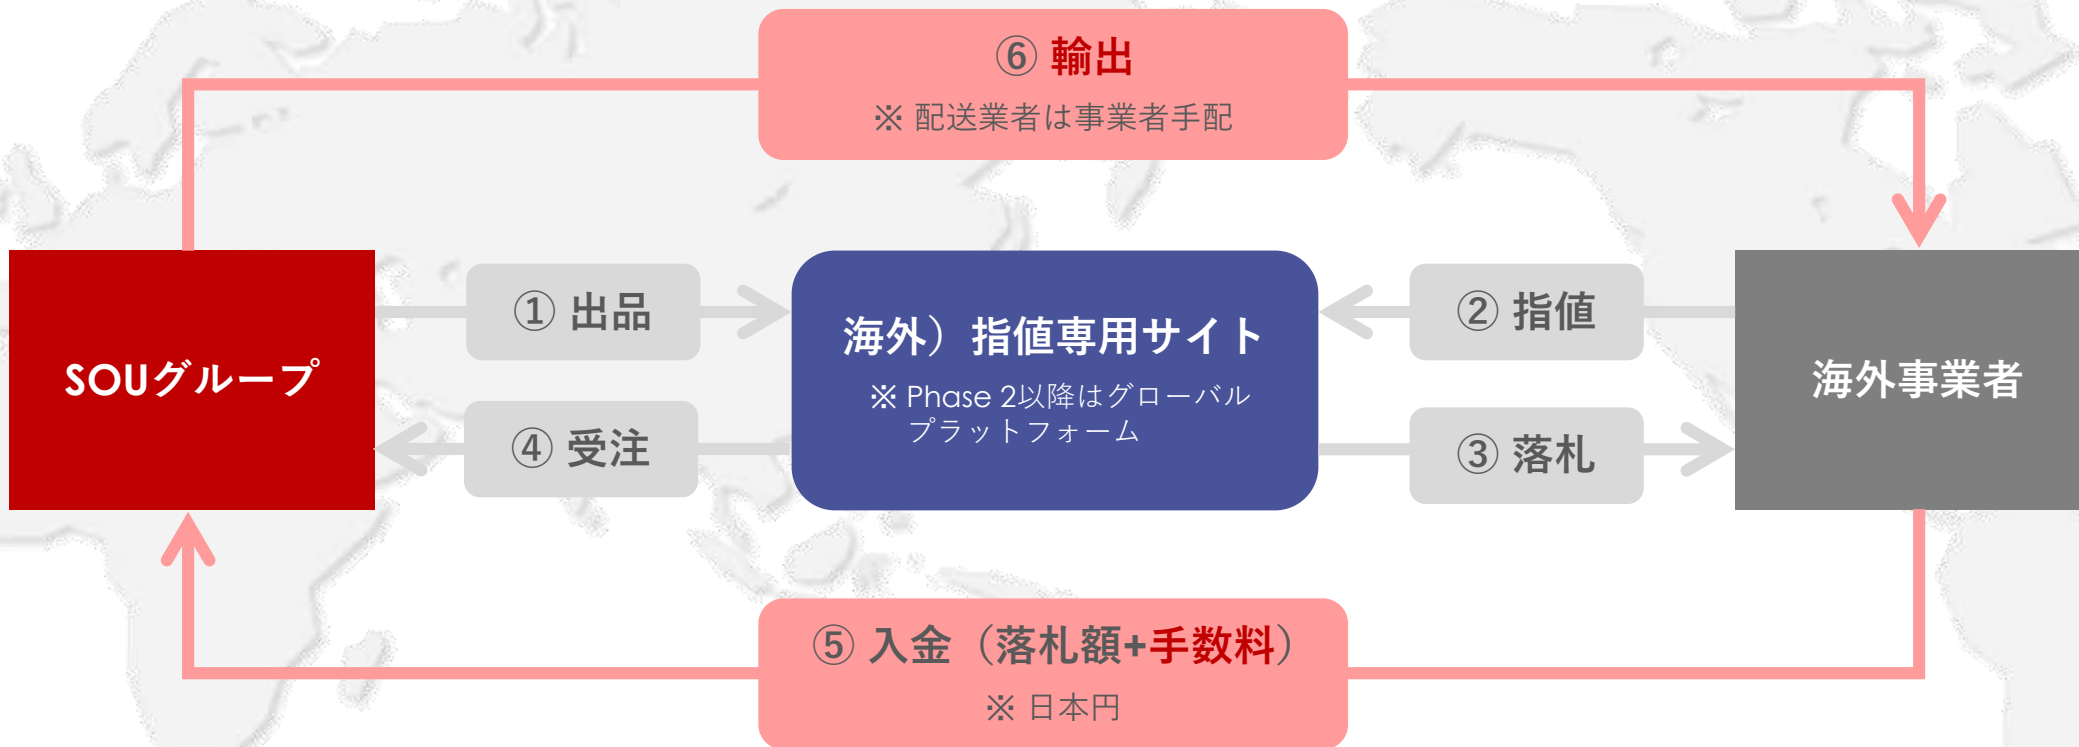 ⑥ 輸出
※ 配送業者は事業者手配
① 出品
② 指値
SOUグループ
海外）指値専用サイト
※ Phase 2以降はグローバル
プラットフォーム
海外事業者
④ 受注
③ 落札
⑤ 入金（落札額+手数料）
※ 日本円